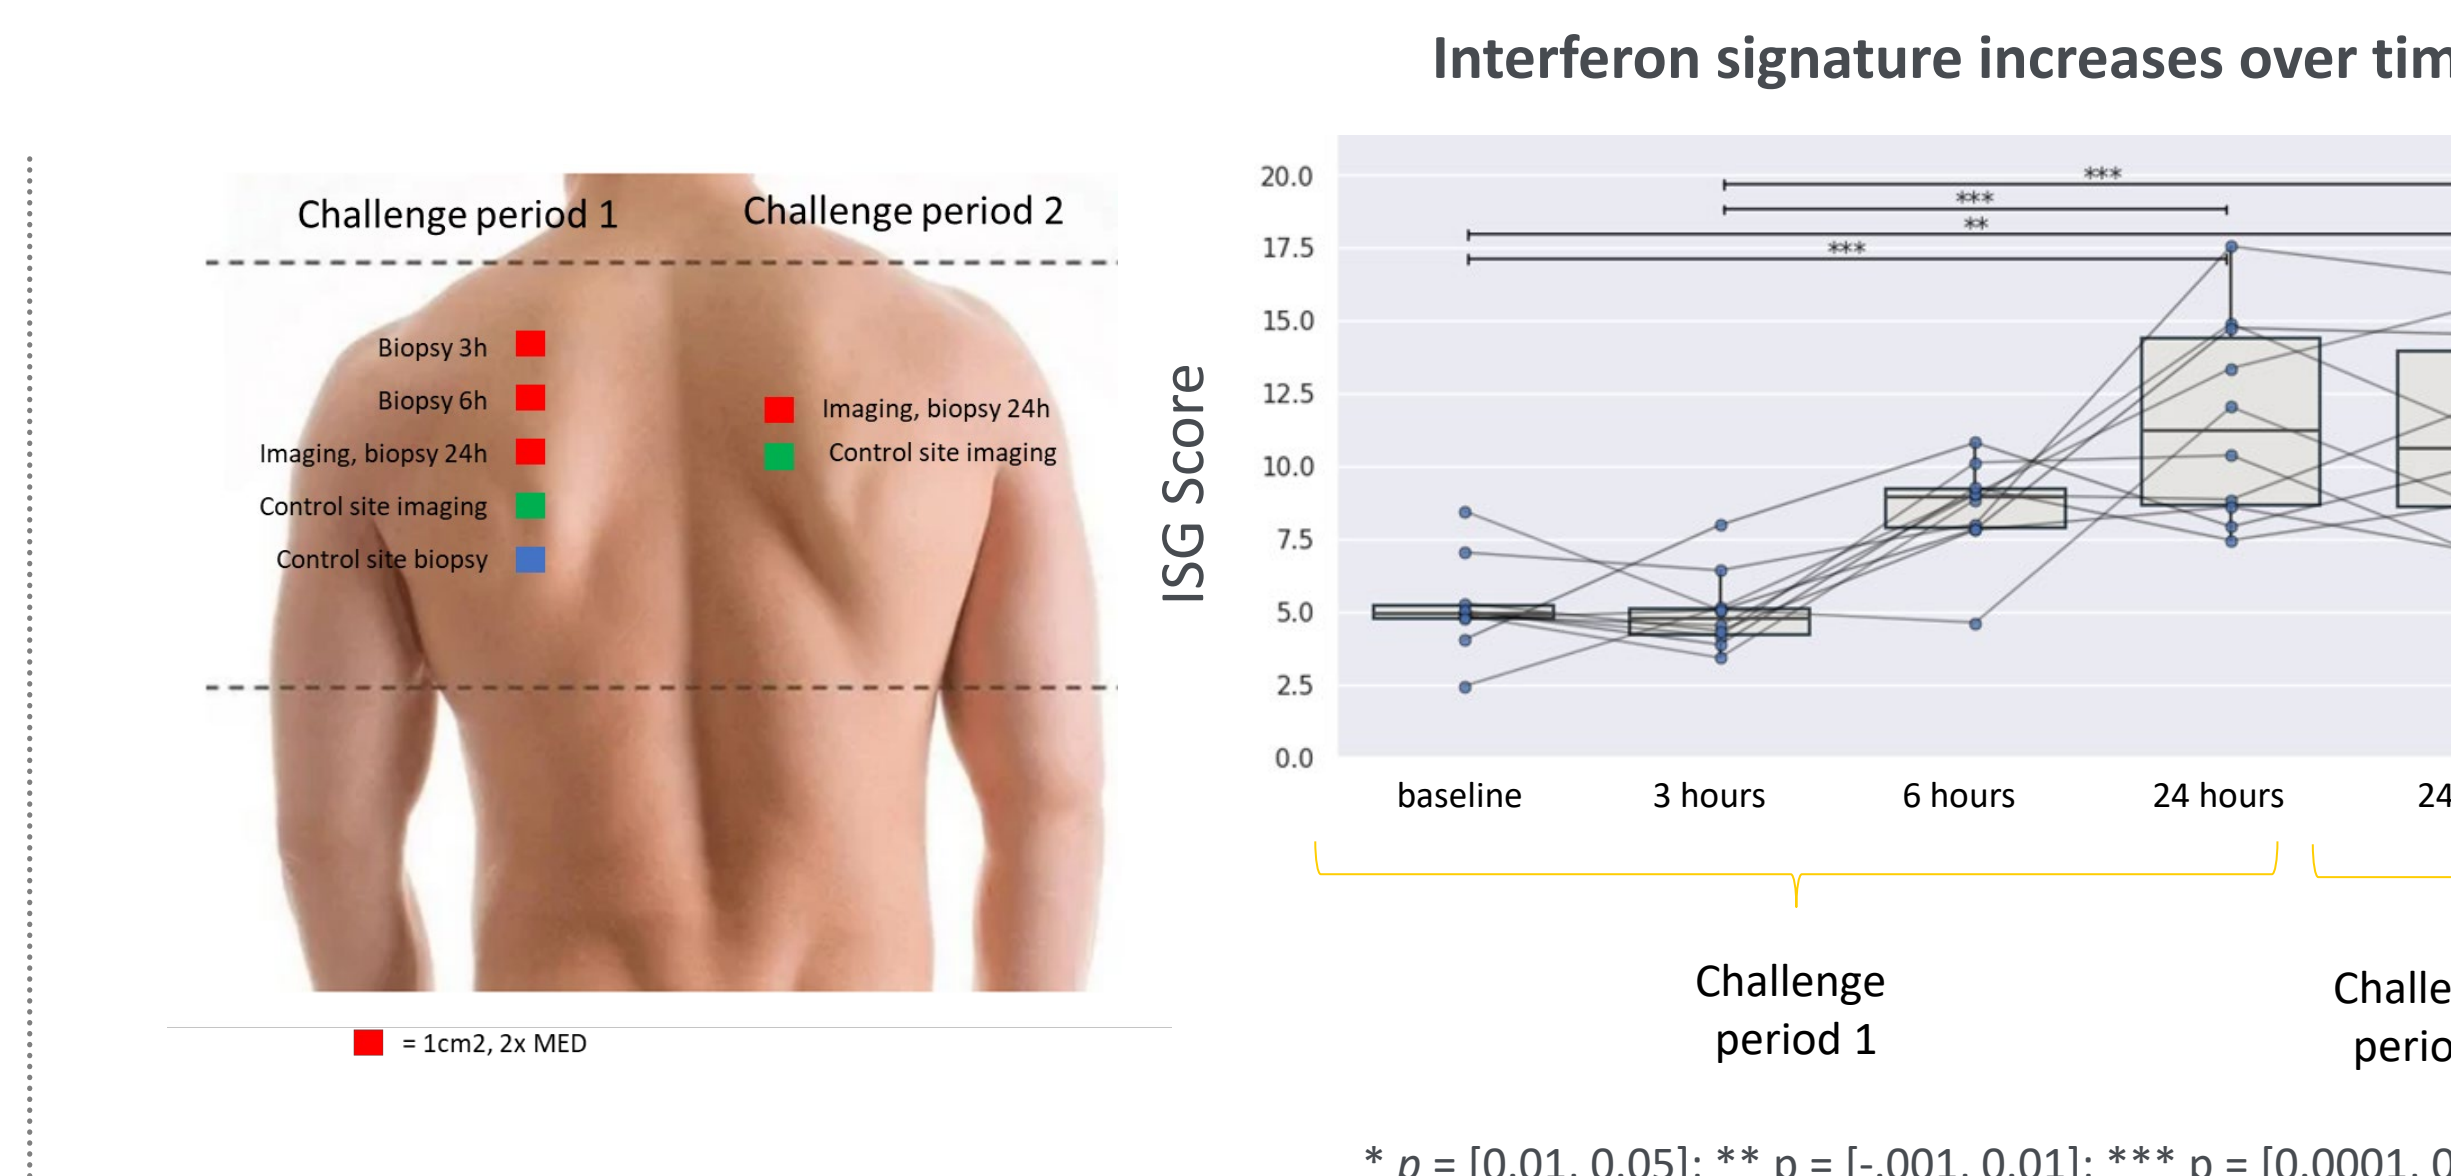 Interferon signature increases over tim
Challenge period 1
Challenge period 2
Biopsy 3h
Biopsy 6h
Imaging, biopsy 24h
Control site imaging
Control site biopsy
Imaging, biopsy 24h
Control site imaging
= 1cm2, 2x MED
ISG Score
20.0
17.5
15.0
12.5
10.0
7.5
5.0
2.5
0.0
***
***
**
***
baseline
3 hours
6 hours
24 hours
24
Challenge
period 1
Challe
perio
* p = [0.01, 0.05]; ** p = [-.001, 0.01]; *** p = [0.0001, 0